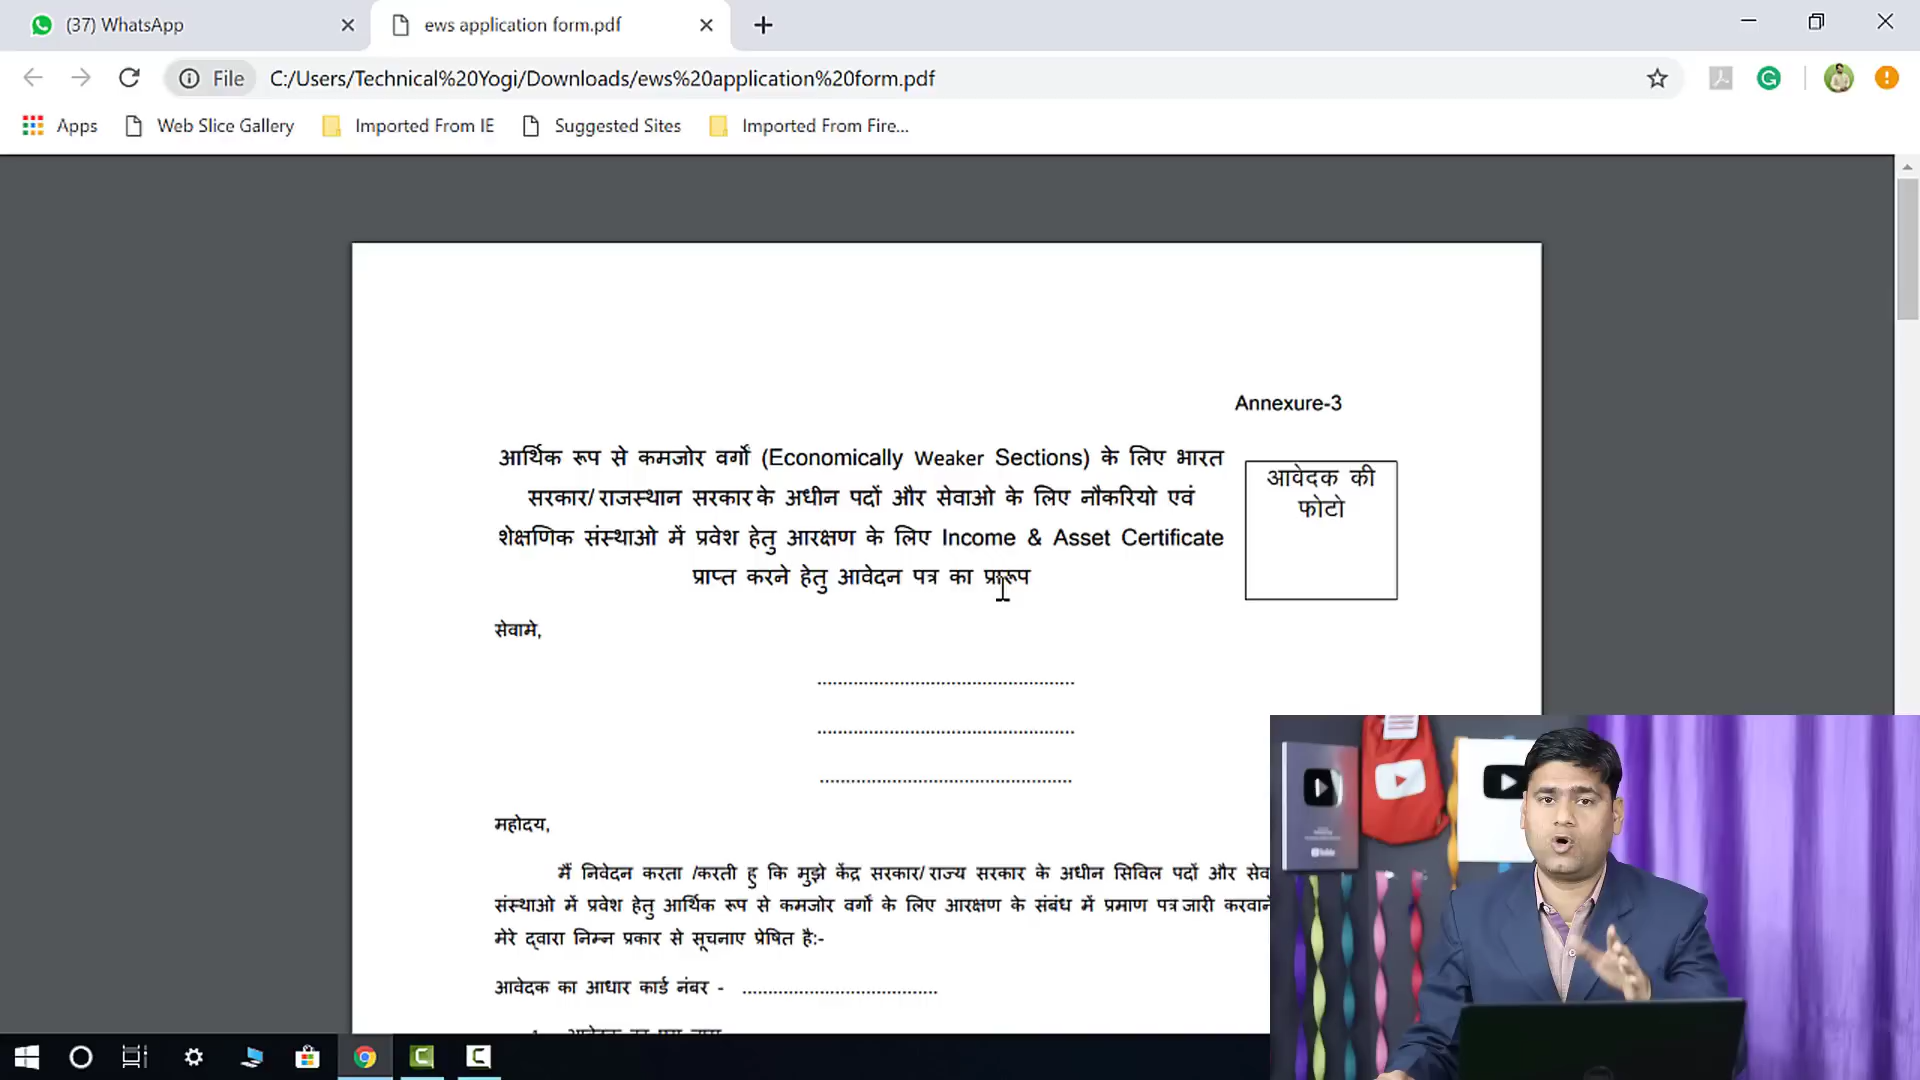 (37) WhatsApp
ews application form.pdf
File
C:/Users/Technical%20Yogi/Downloads/ews%20application%20form.pdf
Apps
Web Slice Gallery
Imported From IE
Suggested Sites
Imported From Fire...
Annexure-3
आर्थिक रूप से कमजोर वर्गों (Economically Weaker Sections) के लिए भारत
सरकार/ राजस्थान सरकार के अधीन पदों और सेवाओ के लिए नौकरियो एवं
शेक्षणिक संस्थाओ में प्रवेश हेतु आरक्षण के लिए Income & Asset Certificate
प्राप्त करने हेतु आवेदन पत्र का प्रारूप
आवेदक की
फोटो
सेवामे,
महोदय,
मैं निवेदन करता /करती हु कि मुझे केंद्र सरकार/ राज्य सरकार के अधीन सिविल पदों और सेव
संस्थाओ में प्रवेश हेतु आर्थिक रूप से कमजोर वर्गों के लिए आरक्षण के संबंध में प्रमाण पत्र जारी करवाने
मेरे द्वारा निम्न प्रकार से सूचनाए प्रेषित है:-
आवेदक का आधार कार्ड नंबर - ......................................